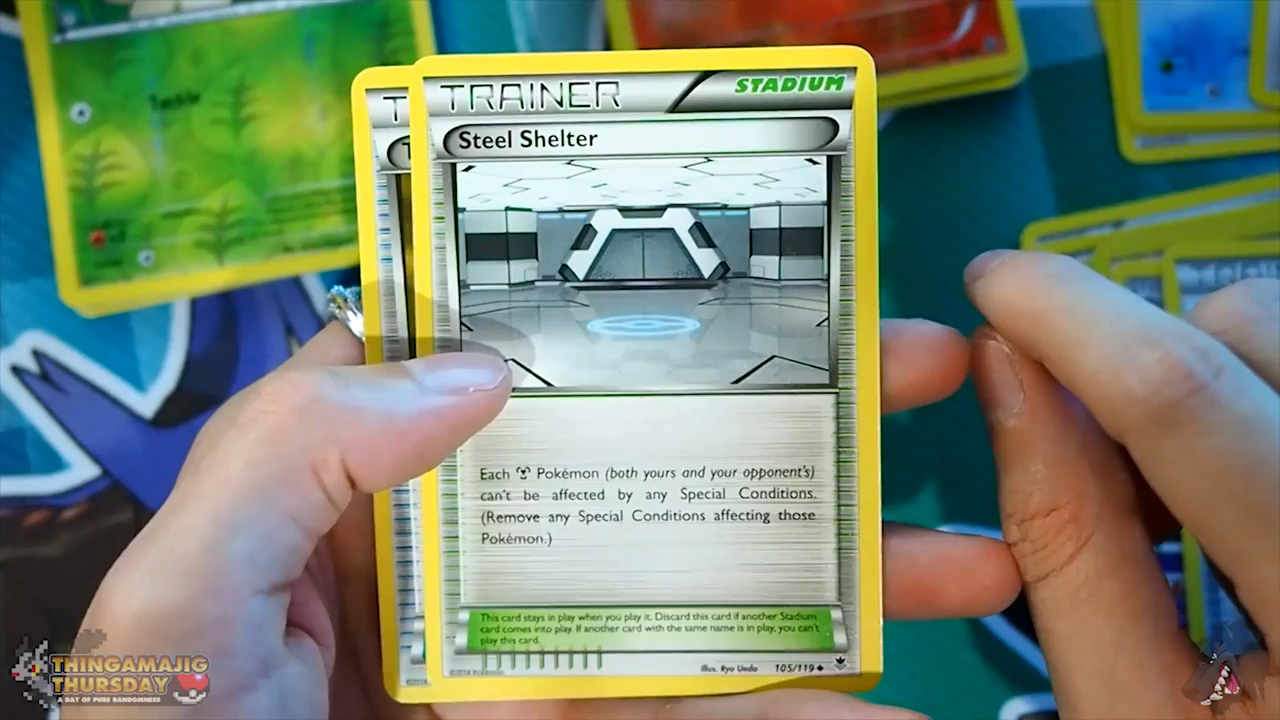 Tackle
TRAINER
STADIUM
T
Steel Shelter
T
Each Pokémon (both yours and your opponent's)
can't be affected by any Special Conditions.
(Remove any Special Conditions affecting those
Pokémon.)
This card stays in play when you play it. Discard this card if another Stadium
card comes into play. If another card with the same name is in play, you can't
play this card.
Illus. Ryo Ueda
105/119
THINGAMAJIG
THURSDAY
A DAY OF PURE RANDOMNESS